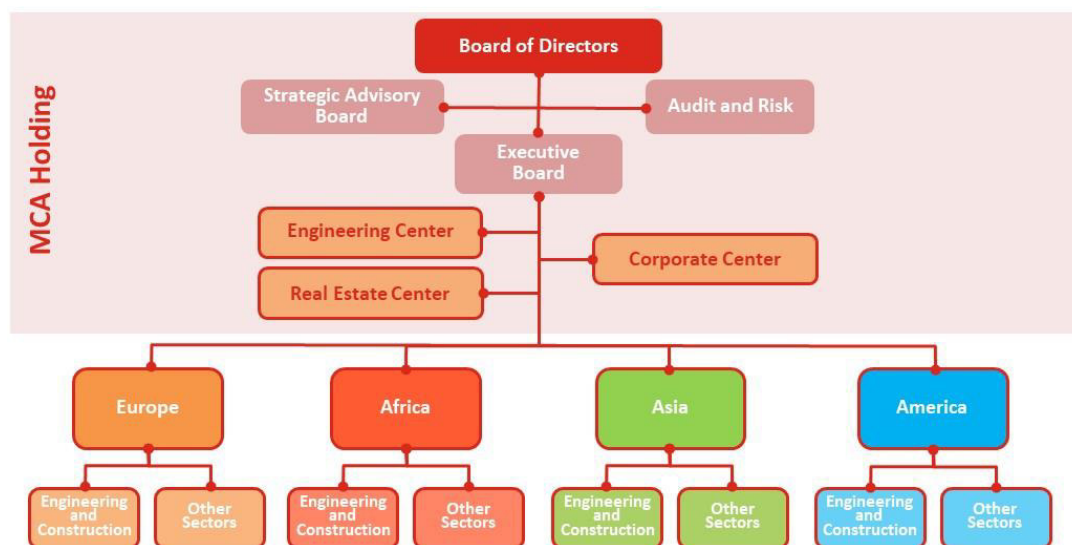 MCA Holding
Board of Directors
Strategic Advisory
Board
Audit and Risk
Executive
Board
Engineering Center
Corporate Center
Real Estate Center
Europe
Africa
Asia
America
Engineering
and
Construction
Other
Sectors
Engineering
and
Construction
Other
Sectors
Engineering
and
Construction
Other
Sectors
Engineering
and
Construction
Other
Sectors